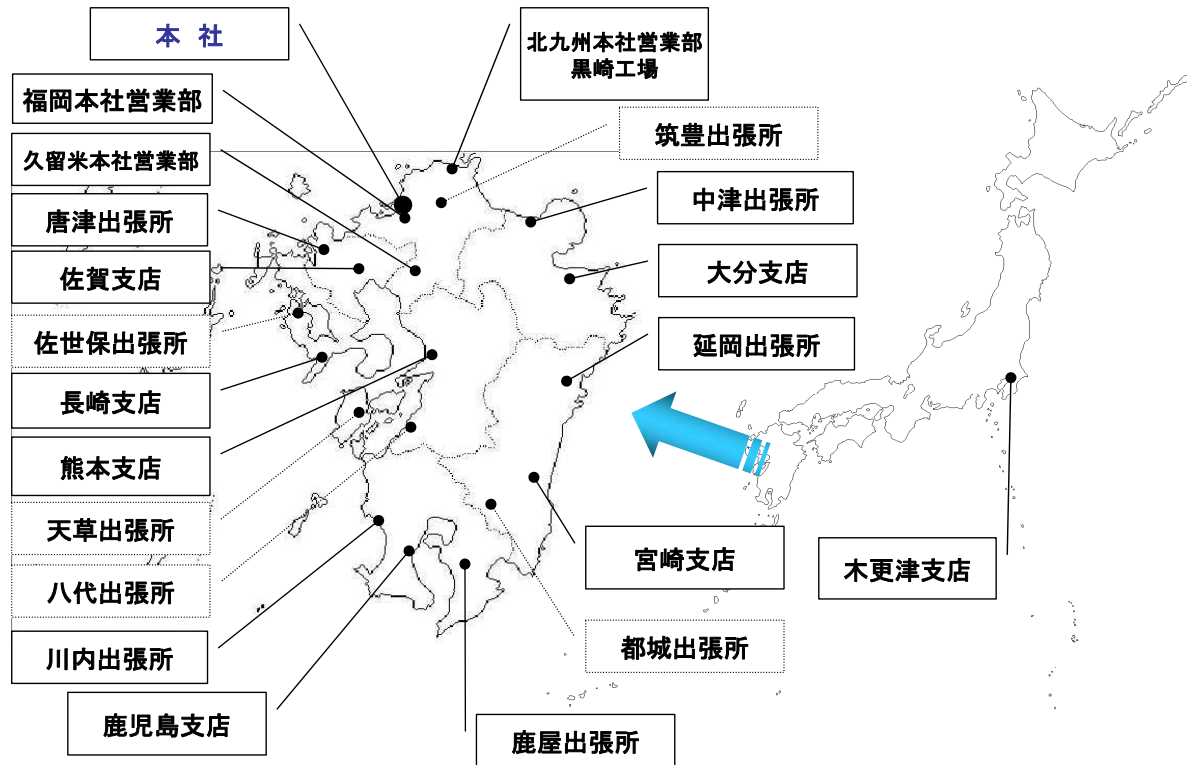 本 社
北九州本社営業部
黒崎工場
福岡本社営業部
筑豊出張所
久留米本社営業部
中津出張所
唐津出張所
大分支店
佐賀支店
佐世保出張所
延岡出張所
長崎支店
熊本支店
天草出張所
宮崎支店
木更津支店
八代出張所
都城出張所
川内出張所
鹿児島支店
鹿屋出張所